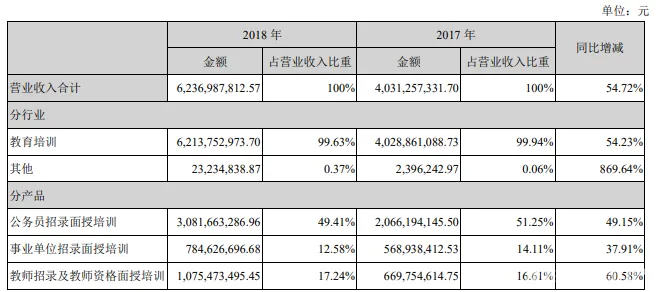 单位：元
2018 年 2017 年 同比增减
金额 占营业收入比重 金额 占营业收入比重
营业收入合计 6,236,987,812.57 100% 4,031,257,331.70 100% 54.72%
分行业
教育培训 6,213,752,973.70 99.63% 4,028,861,088.73 99.94% 54.23%
其他 23,234,838.87 0.37% 2,396,242.97 0.06% 869.64%
分产品
公务员招录面授培训 3,081,663,286.96 49.41% 2,066,194,145.50 51.25% 49.15%
事业单位招录面授培训 784,626,696.68 12.58% 568,938,412.53 14.11% 37.91%
教师招录及教师资格面授培训 1,075,473,495.45 17.24% 669,754,614.75 16.61% 60.58%